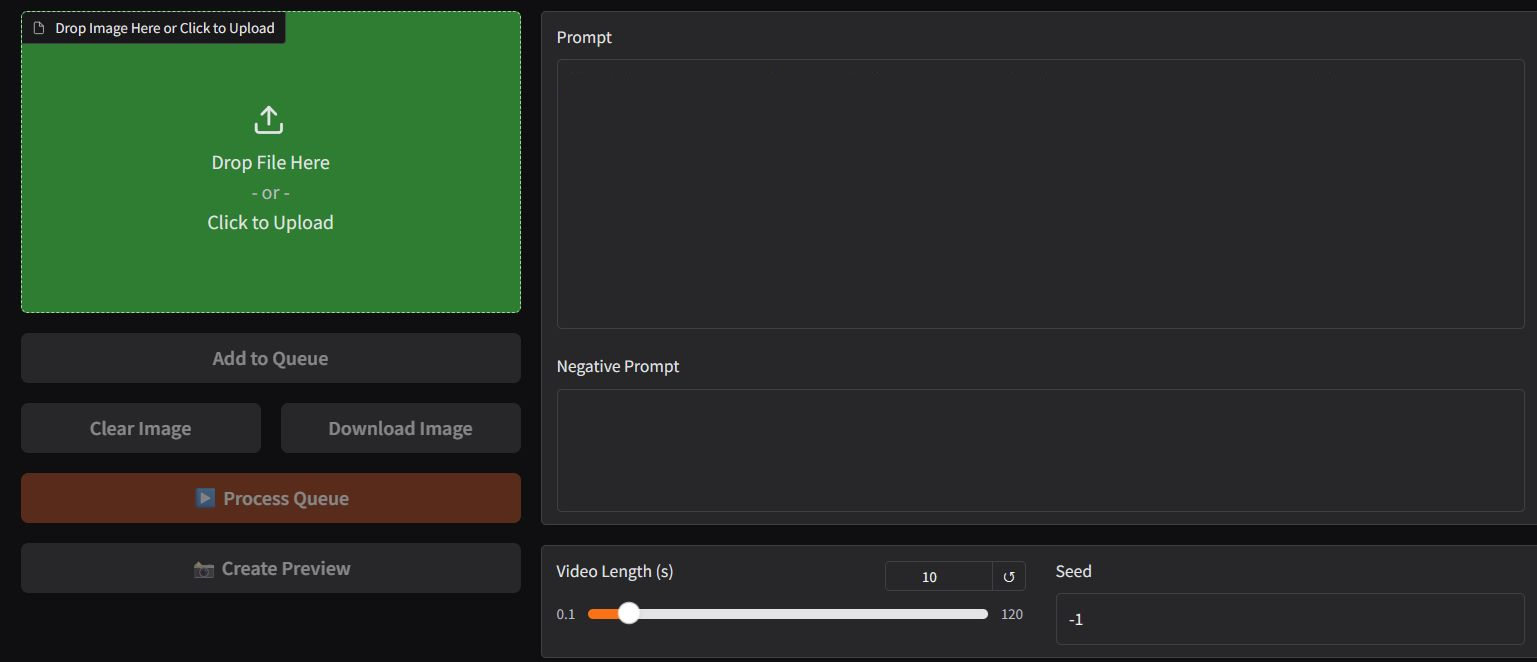 Drop Image Here or Click to Upload
Drop File Here
- or -
Click to Upload
Add to Queue
Clear Image
Download Image
Process Queue
Create Preview
Prompt
Negative Prompt
Video Length (s)
10
0.1
120
Seed
-1